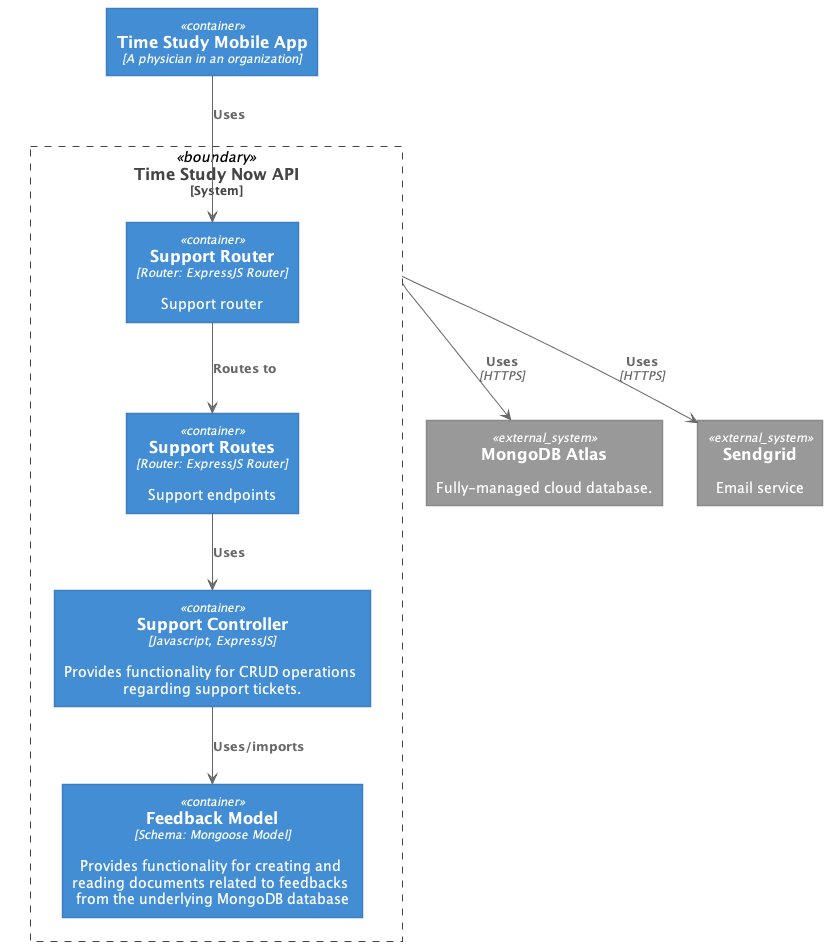 «container»
Time Study Mobile App
[A physician in an organization]
Uses
«boundary»
Time Study Now API
[System]
«container»
Support Router
[Router: ExpressJS Router]
Support router
Routes to
Uses
[HTTPS]
Uses
[HTTPS]
«container»
Support Routes
[Router: ExpressJS Router]
Support endpoints
«external_system»
MongoDB Atlas
Fully-managed cloud database.
«external_system»
Sendgrid
Email service
Uses
«container»
Support Controller
[Javascript, ExpressJS]
Provides functionality for CRUD operations
regarding support tickets.
Uses/imports
«container»
Feedback Model
[Schema: Mongoose Model]
Provides functionality for creating and
reading documents related to feedbacks
from the underlying MongoDB database